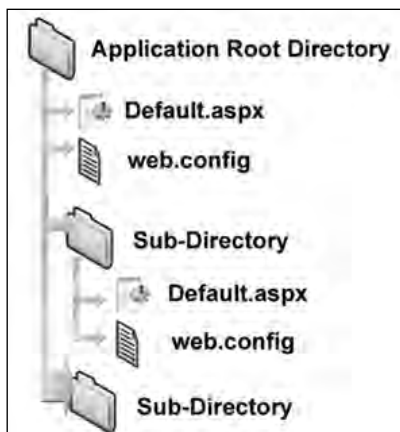 Application Root Directory
Default.aspx
web.config
Sub-Directory
Default.aspx
web.config
Sub-Directory